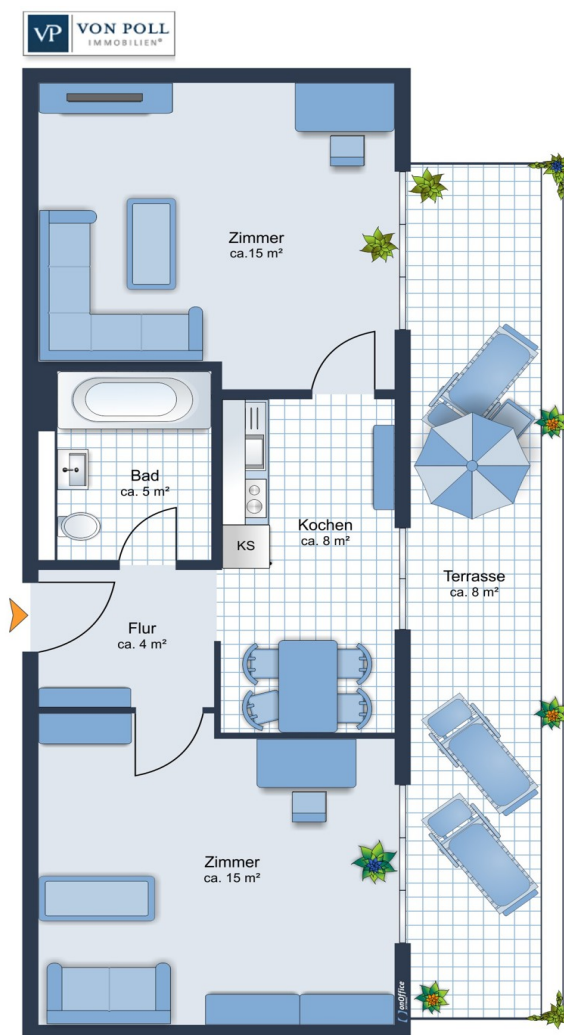 VP VON POLL
IMMOBILIEN®
Zimmer
ca.15 m²
Bad
ca. 5 m²
KS
Kochen
ca. 8 m²
Terrasse
ca. 8 m²
Flur
ca. 4 m²
Zimmer
ca. 15 m²
onOffice